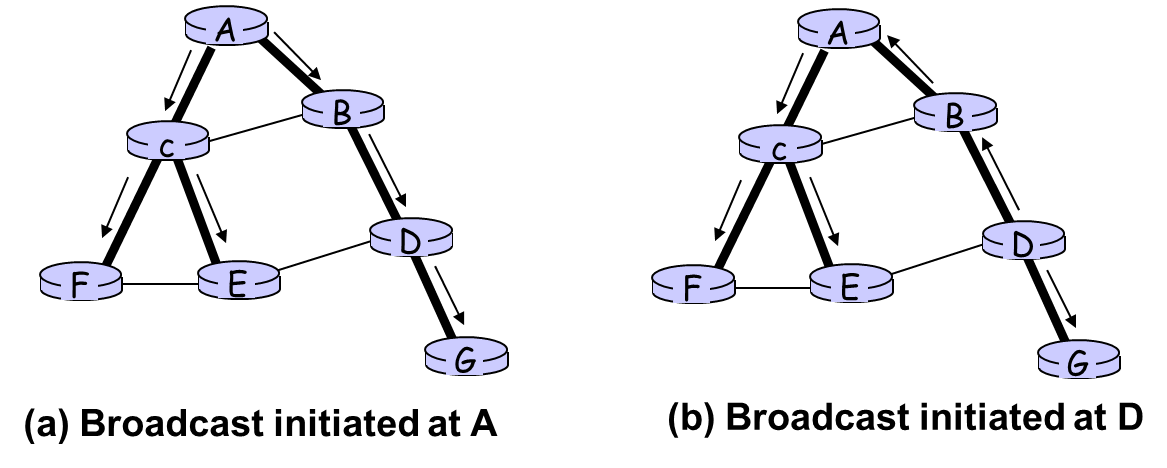 A
B
c
D
F
E
G
(a) Broadcast initiated at A
A
B
c
D
F
E
G
(b) Broadcast initiated at D